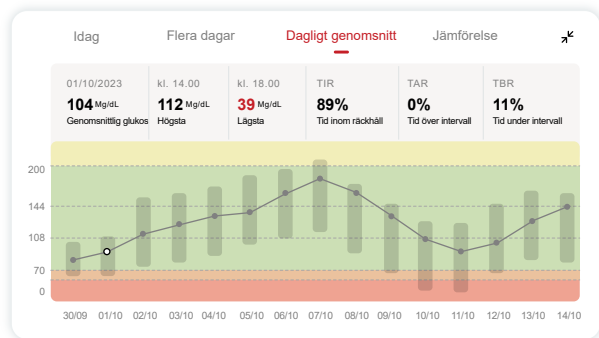 Idag Flera dagar Dagligt genomsnitt Jämförelse
01/10/2023 kl. 14.00 kl. 18.00 TIR TAR TBR
104 Mg/dL 112 Mg/dL 39 Mg/dL 89% 0% 11%
Genomsnittlig glukos Högsta Lägsta Tid inom räckhåll Tid över intervall Tid under intervall
200
144
108
70
0
30/09 01/10 02/10 03/10 04/10 05/10 06/10 07/10 08/10 09/10 10/10 11/10 12/10 13/10 14/10